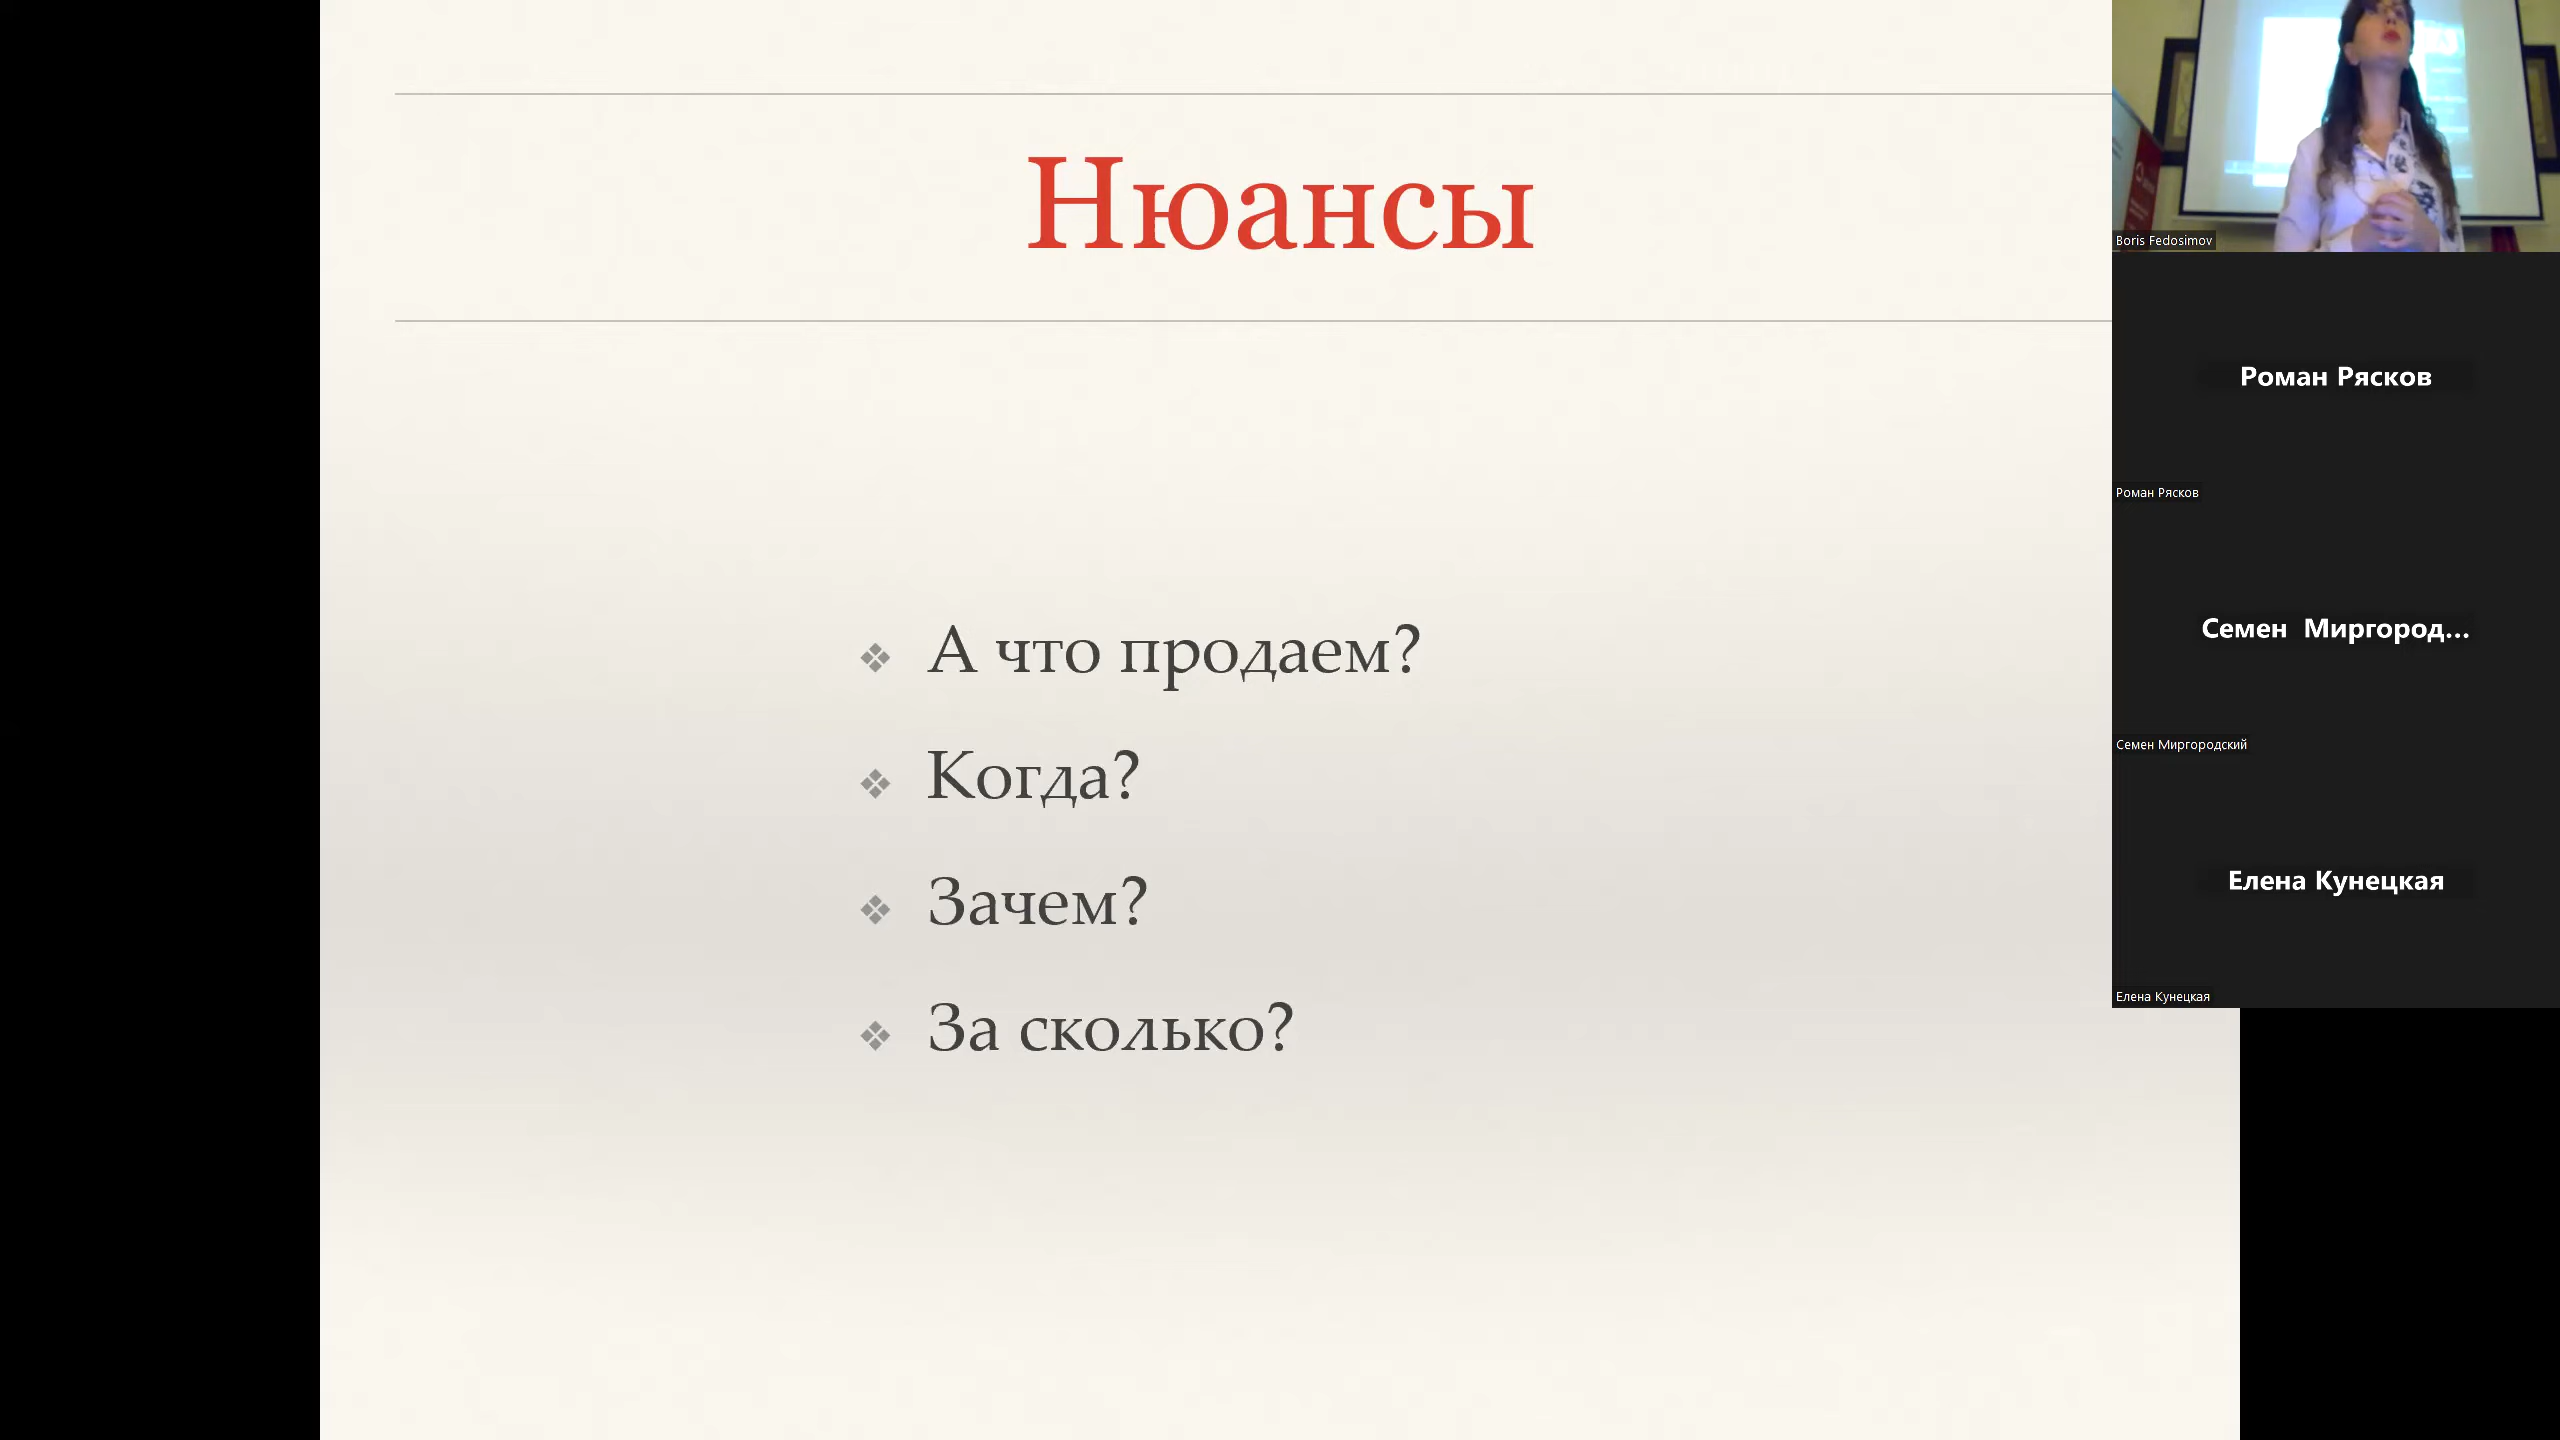 Нюансы
А что продаем?
Когда?
Зачем?
За сколько?
Boris Fedosimov
Роман Рясков
Роман Рясков
Семен Миргород...
Семен Миргородский
Елена Кунецкая
Елена Кунецкая